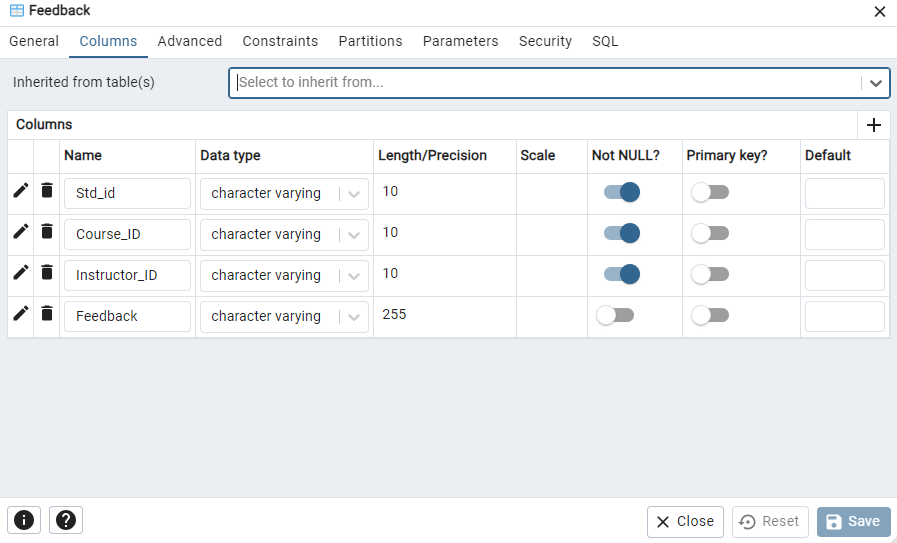 Feedback
General Columns Advanced Constraints Partitions Parameters Security SQL
Inherited from table(s) Select to inherit from...
Columns
Name Data type Length/Precision Scale Not NULL? Primary key? Default
Std_id character varying 10
Course_ID character varying 10
Instructor_ID character varying 10
Feedback character varying 255
Close Reset Save